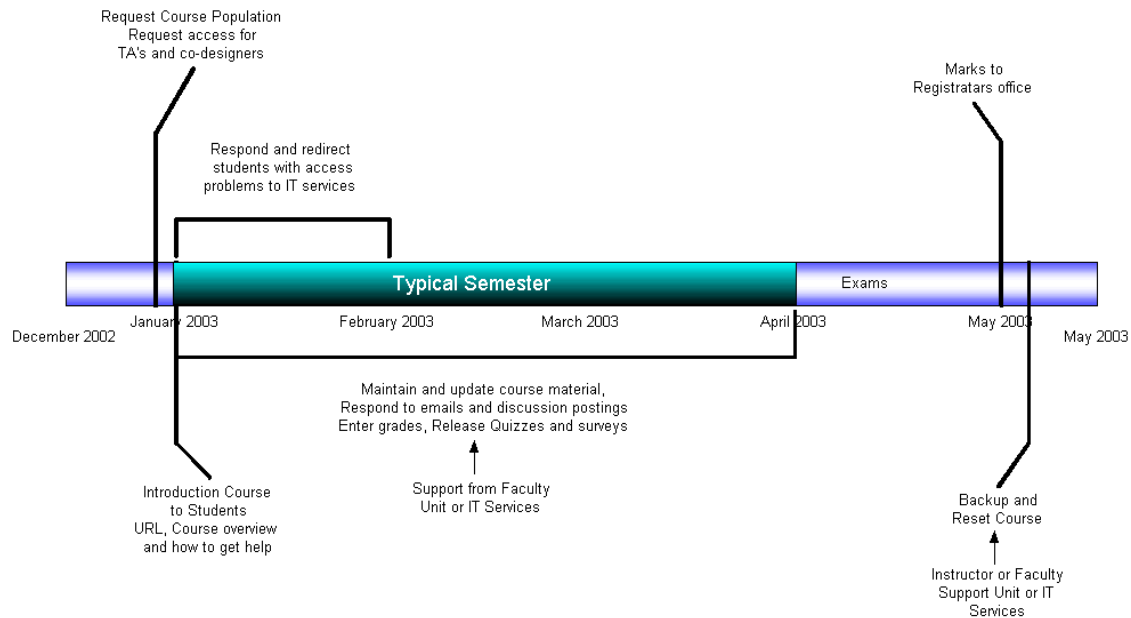 Request Course Population
Request access for
TA's and co-designers
Marks to
Registratars office
Respond and redirect
students with access
problems to IT services
Typical Semester
Exams
December 2002
January 2003
February 2003
March 2003
April 2003
May 2003
May 2003
Maintain and update course material,
Respond to emails and discussion postings
Enter grades, Release Quizzes and surveys
Support from Faculty
Unit or IT Services
Introduction Course
to Students
URL, Course overview
and how to get help
Backup and
Reset Course
Instructor or Faculty
Support Unit or IT
Services